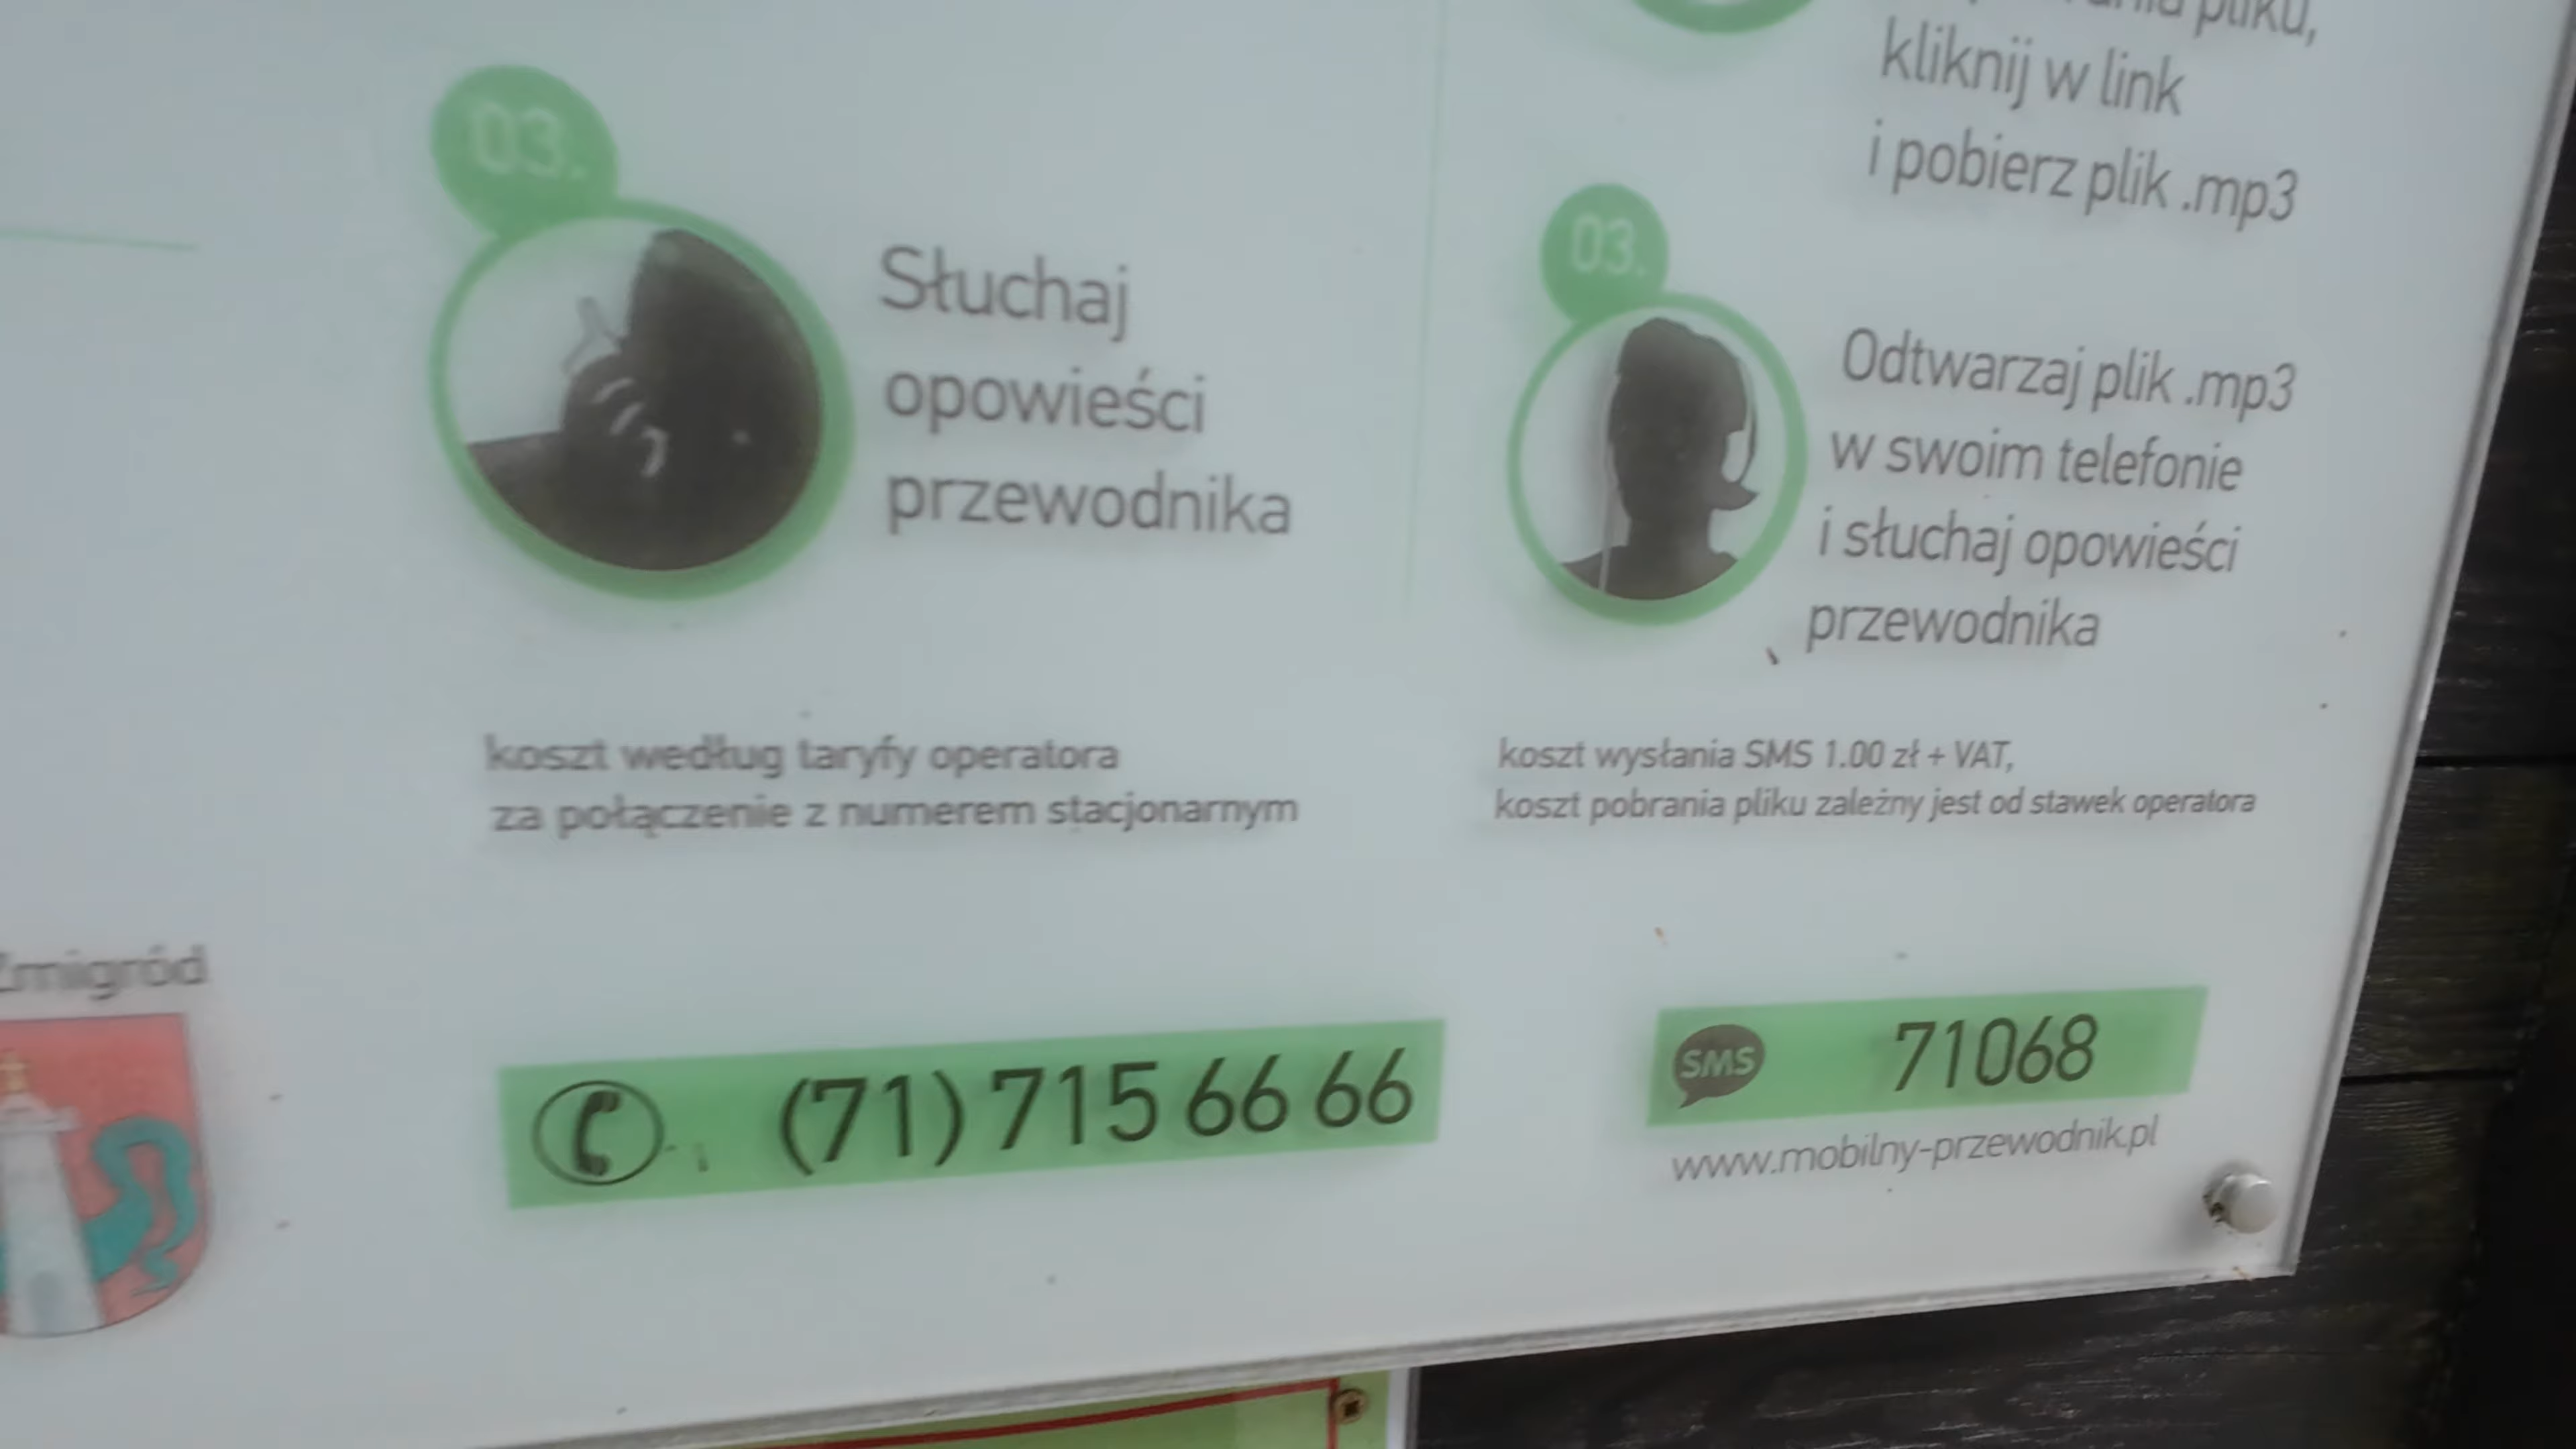 03.
Słuchaj
opowieści
przewodnika
koszt według taryfy operatora
za połączenie z numerem stacjonarnym
(71) 715 66 66
pliku,
kliknij w link
i pobierz plik .mp3
03.
Odtwarzaj plik .mp3
w swoim telefonie
i słuchaj opowieści
przewodnika
koszt wysłania SMS 1.00 zł + VAT,
koszt pobrania pliku zależny jest od stawek operatora
SMS 71068
www.mobilny-przewodnik.pl